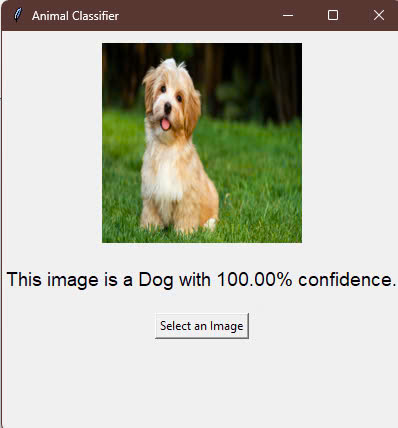 Animal Classifier
This image is a Dog with 100.00% confidence.
Select an Image